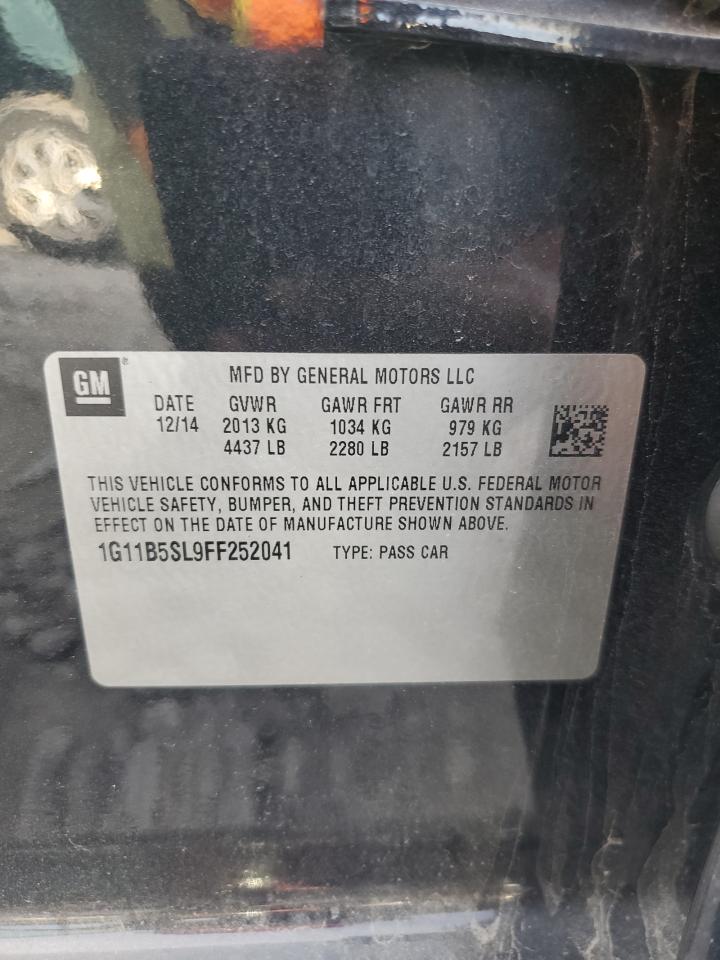 GM®
MFD BY GENERAL MOTORS LLC
DATE GVWR GAWR FRT GAWR RR
12/14 2013 KG 1034 KG 979 KG
4437 LB 2280 LB 2157 LB
THIS VEHICLE CONFORMS TO ALL APPLICABLE U.S. FEDERAL MOTOR
VEHICLE SAFETY, BUMPER, AND THEFT PREVENTION STANDARDS IN
EFFECT ON THE DATE OF MANUFACTURE SHOWN ABOVE.
1G11B5SL9FF252041 TYPE: PASS CAR